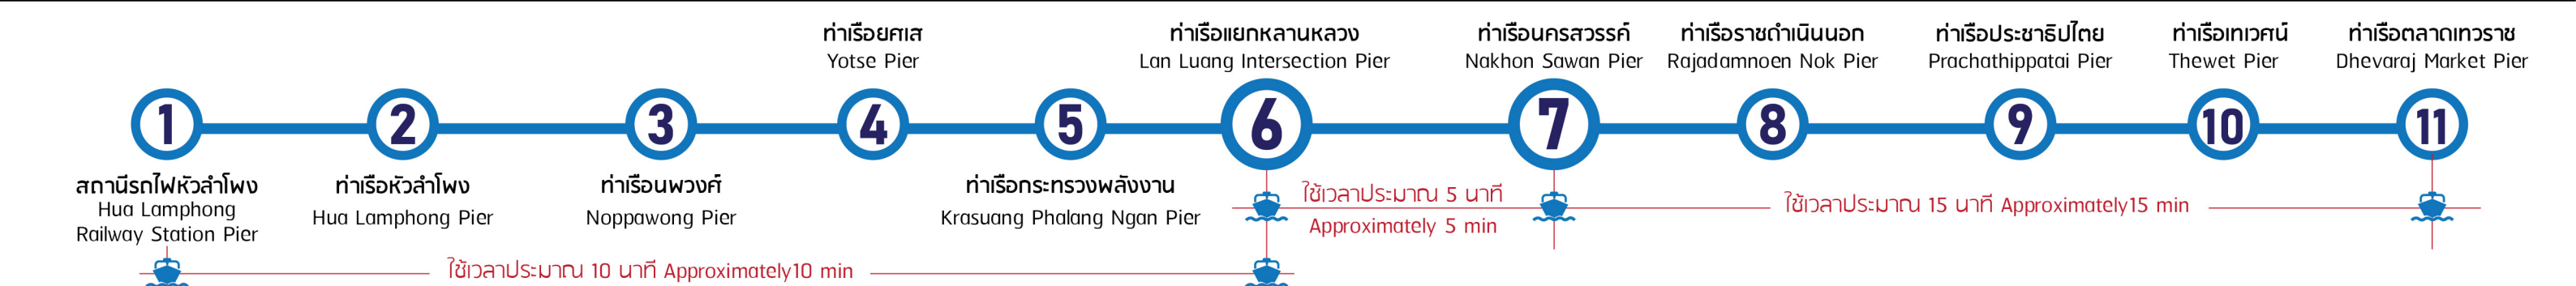 ท่าเรือยศเส
Yotse Pier
ท่าเรือแยกหลานหลวง
Lan Luang Intersection Pier
ท่าเรือนครสวรรค์
Nakhon Sawan Pier
ท่าเรือราชดำเนินนอก
Rajadamnoen Nok Pier
ท่าเรือประชาธิปไตย
Prachathippatai Pier
ท่าเรือเทเวศน์
Thewet Pier
ท่าเรือตลาดเทวราช
Dhevaraj Market Pier
1
2
3
4
5
6
7
8
9
10
11
สถานีรถไฟหัวลำโพง
Hua Lamphong
Railway Station Pier
ท่าเรือหัวลำโพง
Hua Lamphong Pier
ท่าเรือนพวงศ์
Noppawong Pier
ท่าเรือกระทรวงพลังงาน
Krasuang Phalang Ngan Pier
ใช้เวลาประมาณ 5 นาที
Approximately 5 min
ใช้เวลาประมาณ 15 นาที Approximately15 min
ใช้เวลาประมาณ 10 นาที Approximately10 min